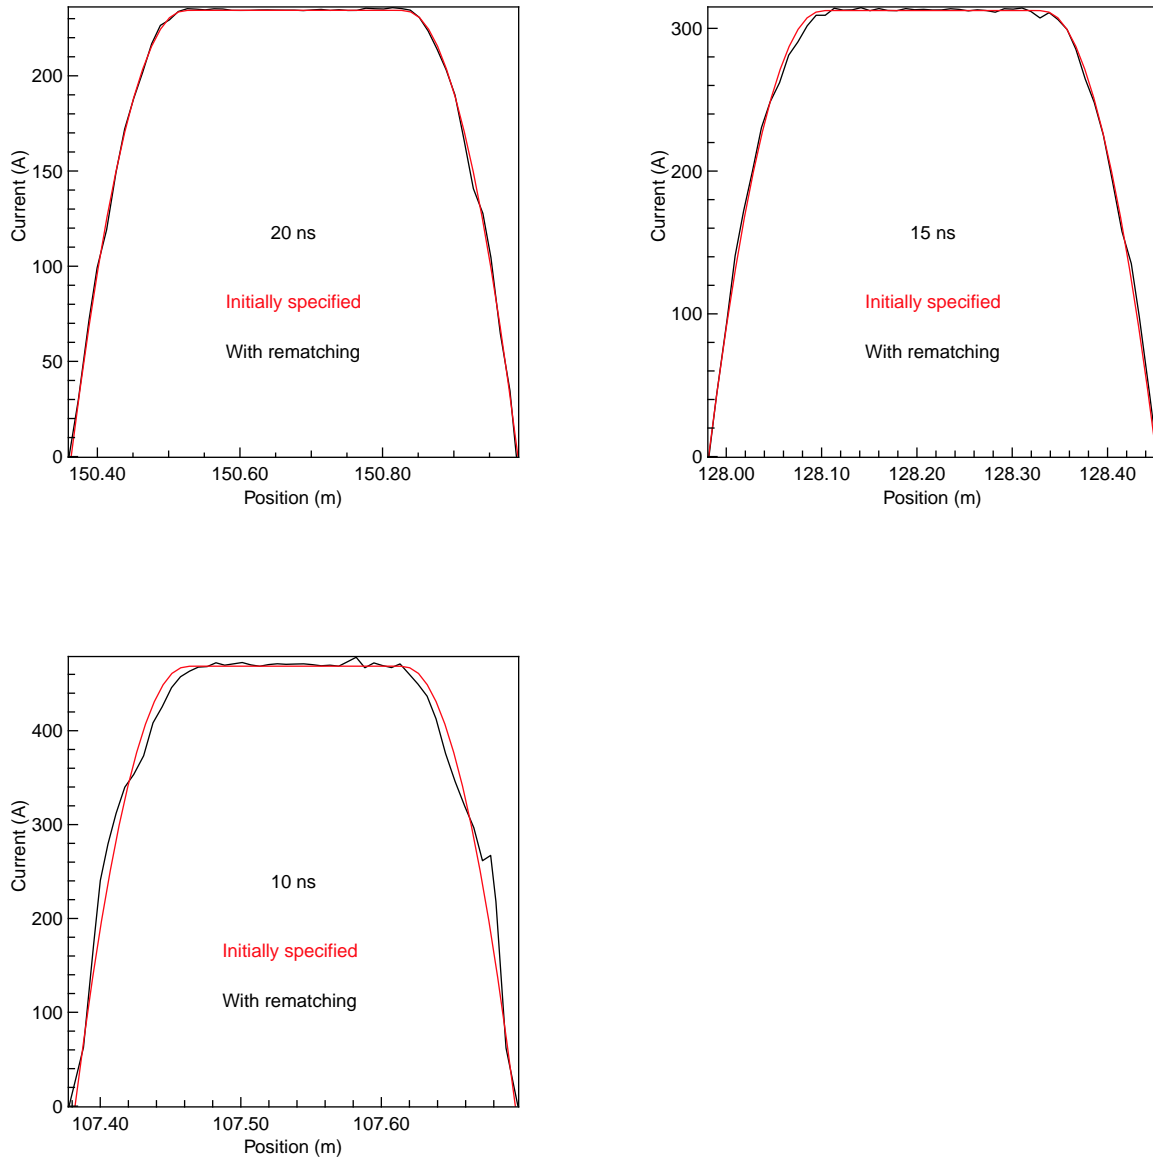 200
150
100
50
0
Current (A)
20 ns
Initially specified
With rematching
150.40
150.60
150.80
Position (m)
300
200
100
0
Current (A)
15 ns
Initially specified
With rematching
128.00
128.10
128.20
128.30
128.40
Position (m)
400
300
200
100
0
Current (A)
10 ns
Initially specified
With rematching
107.40
107.50
107.60
Position (m)